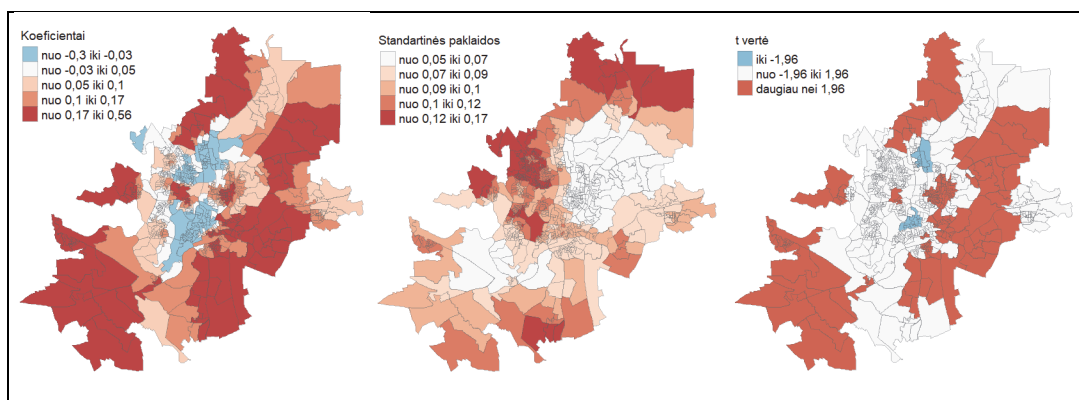 Koeficientai
nuo -0,3 iki -0,03
nuo -0,03 iki 0,05
nuo 0,05 iki 0,1
nuo 0,1 iki 0,17
nuo 0,17 iki 0,56
Standartinės paklaidos
nuo 0,05 iki 0,07
nuo 0,07 iki 0,09
nuo 0,09 iki 0,1
nuo 0,1 iki 0,12
nuo 0,12 iki 0,17
t vertė
iki -1,96
nuo -1,96 iki 1,96
daugiau nei 1,96